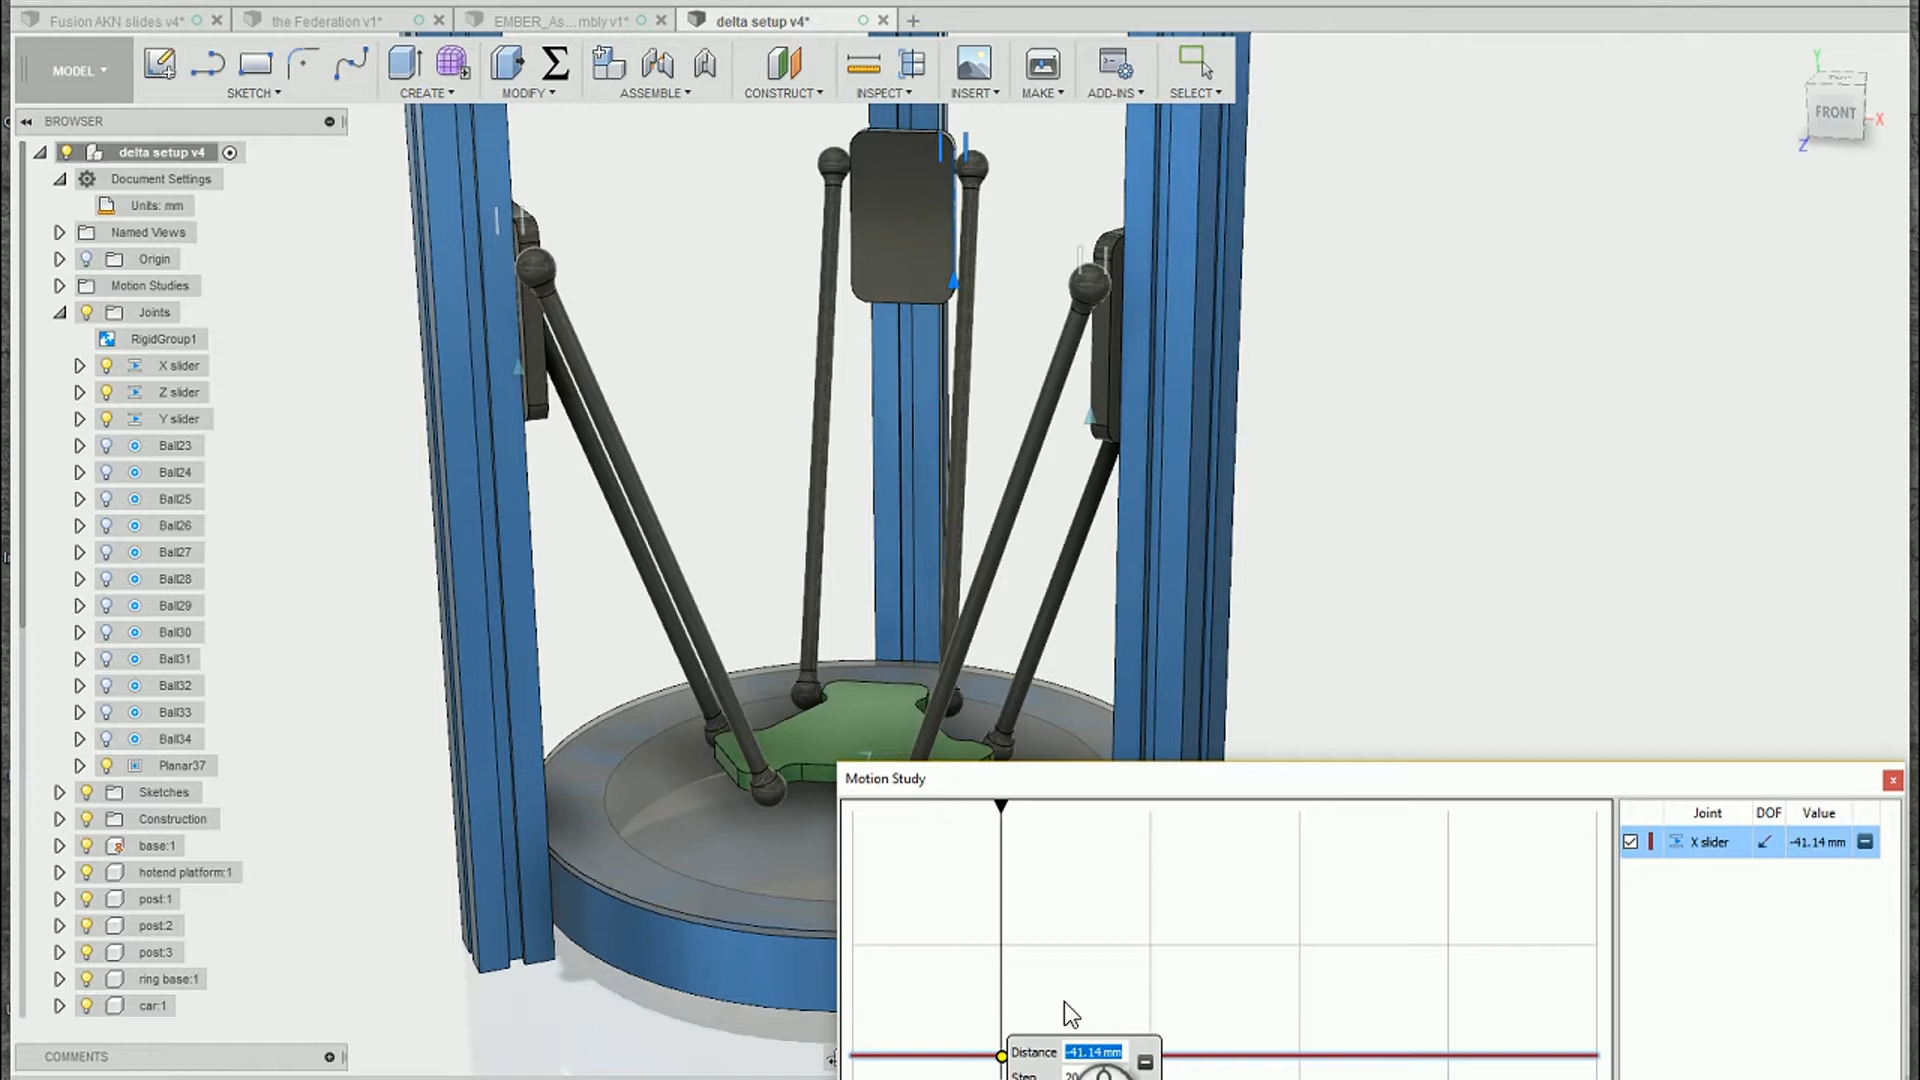 Fusion AKN slides v4*
the Federation v1*
EMBER_As...mbly v1*
delta setup v4*
MODEL
SKETCH
CREATE
MODIFY
ASSEMBLE
CONSTRUCT
INSPECT
INSERT
MAKE
ADD-INS
SELECT
Y
FRONT
X
Z
BROWSER
delta setup v4
Document Settings
Units: mm
Named Views
Origin
Motion Studies
Joints
RigidGroup1
X slider
Z slider
Y slider
Ball23
Ball24
Ball25
Ball26
Ball27
Ball28
Ball29
Ball30
Ball31
Ball32
Ball33
Ball34
Planar37
Sketches
Construction
base:1
hotend platform:1
post:1
post:2
post:3
ring base:1
car:1
COMMENTS
Motion Study
Joint DOF Value
X slider -41.14 mm
Distance -41.14 mm
Step 20